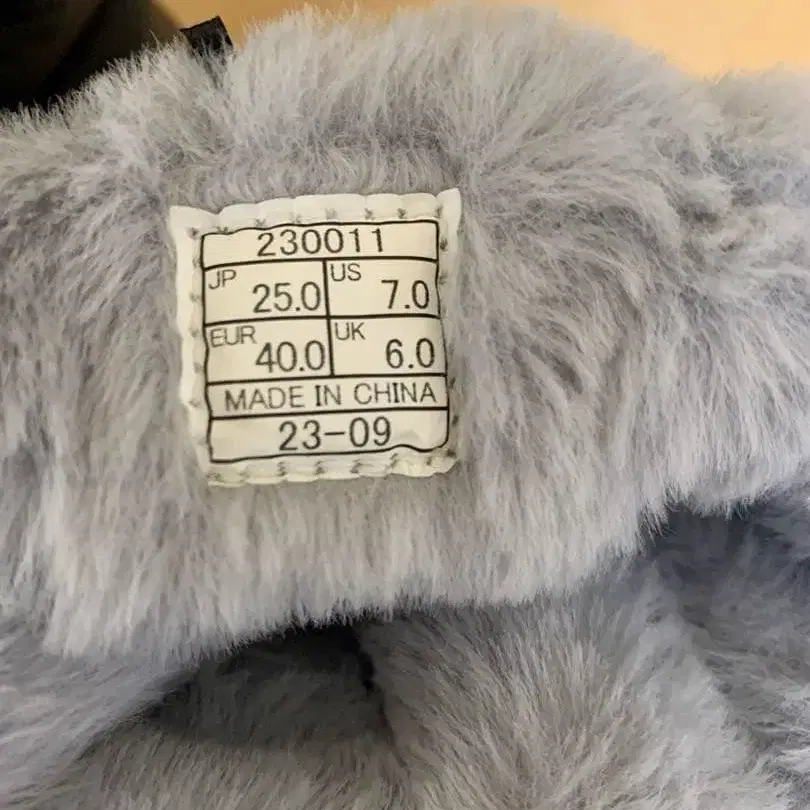 230011
JP 25.0 US 7.0
EUR 40.0 UK 6.0
MADE IN CHINA
23-09